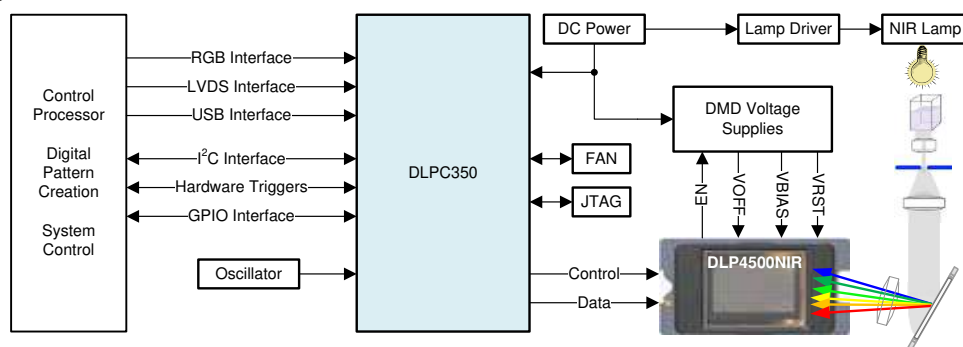 Control
Processor
Digital
Pattern
Creation
System
Control
RGB Interface
LVDS Interface
USB Interface
I²C Interface
Hardware Triggers
GPIO Interface
Oscillator
DLPC350
FAN
JTAG
Control
Data
DC Power
Lamp Driver
NIR Lamp
DMD Voltage
Supplies
EN
VOFF
VBIAS
VRST
DLP4500NIR